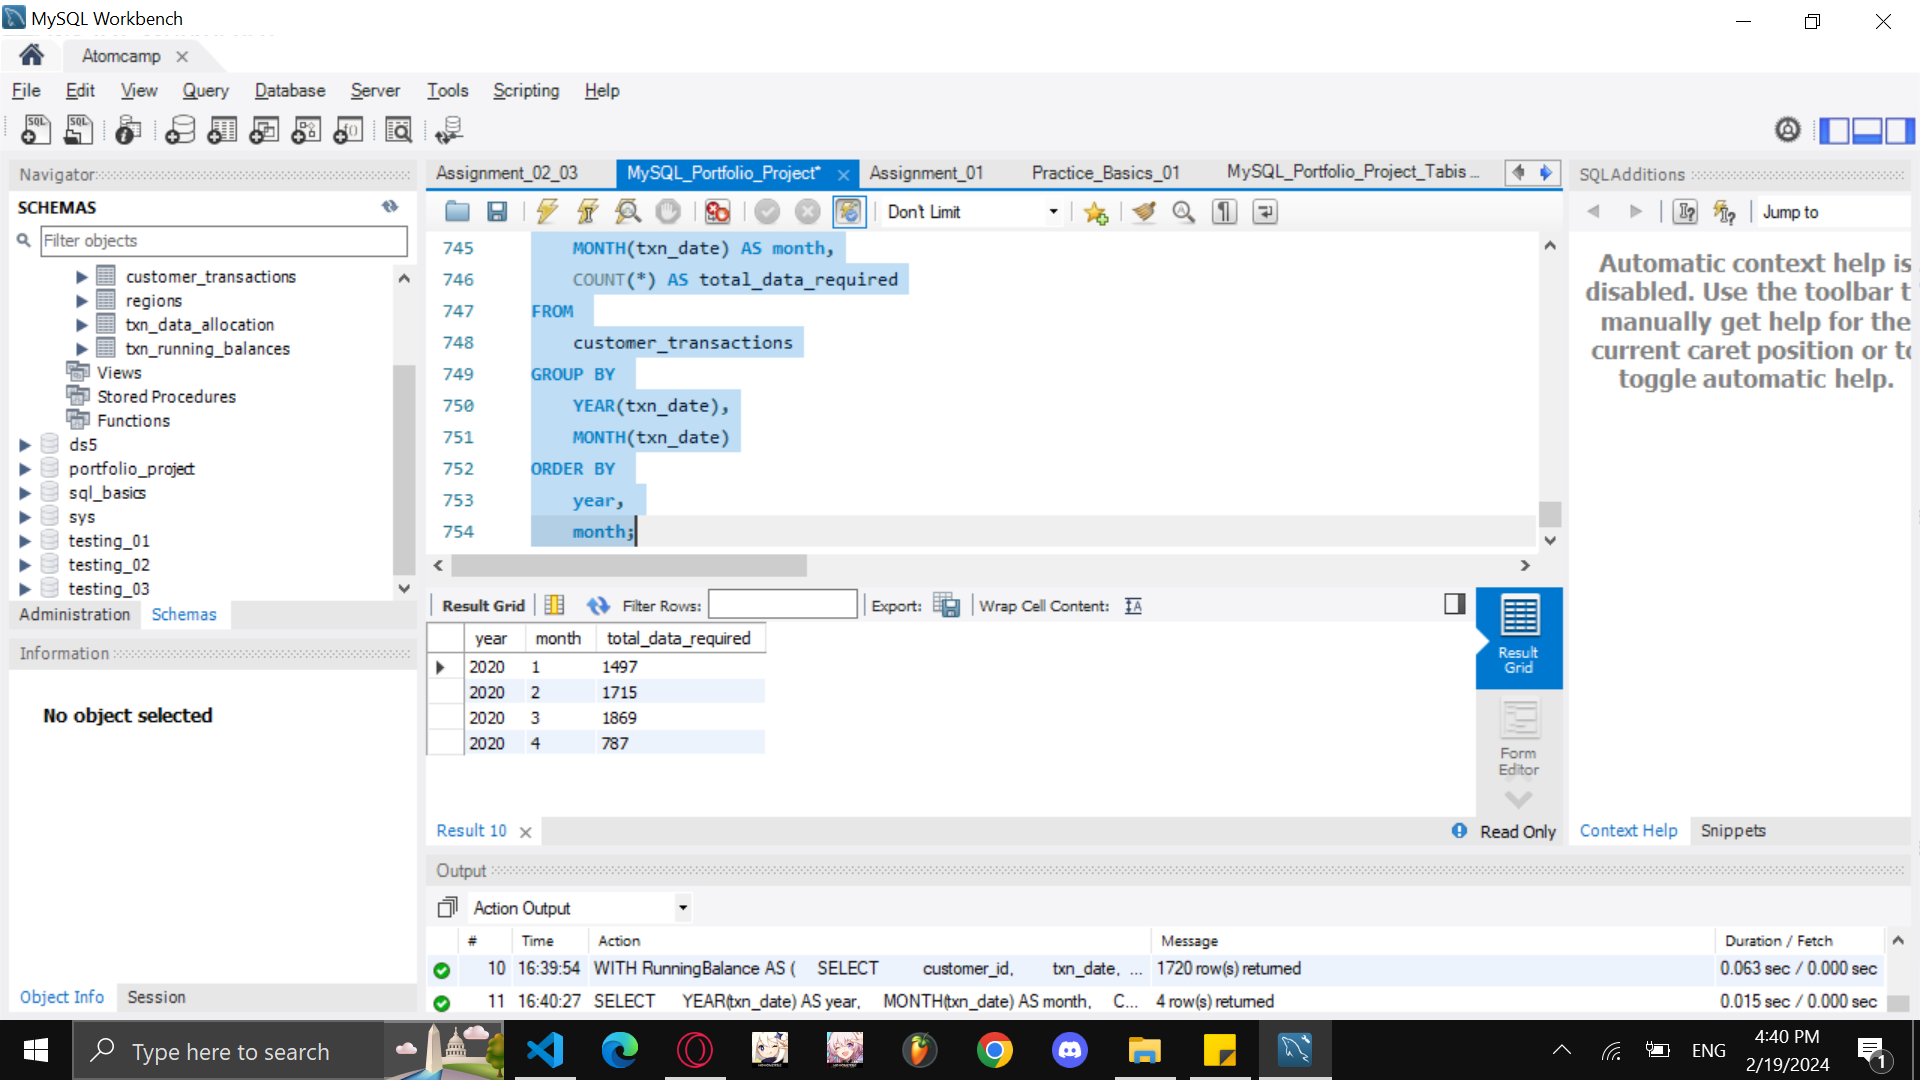 MySQL Workbench
Atomcamp
File Edit View Query Database Server Tools Scripting Help
Navigator
SCHEMAS
Filter objects
customer_transactions
regions
txn_data_allocation
txn_running_balances
Views
Stored Procedures
Functions
ds5
portfolio_project
sql_basics
sys
testing_01
testing_02
testing_03
Administration Schemas
Information
No object selected
Object Info Session
Assignment_02_03 MySQL_Portfolio_Project* Assignment_01 Practice_Basics_01 MySQL_Portfolio_Project_Tabis ...
Don't Limit
745 MONTH(txn_date) AS month,
746 COUNT(*) AS total_data_required
747 FROM
748 customer_transactions
749 GROUP BY
750 YEAR(txn_date),
751 MONTH(txn_date)
752 ORDER BY
753 year,
754 month;
Result Grid Filter Rows: Export: Wrap Cell Content:
year month total_data_required
2020 1 1497
2020 2 1715
2020 3 1869
2020 4 787
Result Grid
Form Editor
Result 10 Read Only
SQLAdditions
Jump to
Automatic context help is
disabled. Use the toolbar t
manually get help for the
current caret position or to
toggle automatic help.
Context Help Snippets
Output
Action Output
# Time Action Message Duration / Fetch
10 16:39:54 WITH RunningBalance AS ( SELECT customer_id, txn_date, ... 1720 row(s) returned 0.063 sec / 0.000 sec
11 16:40:27 SELECT YEAR(txn_date) AS year, MONTH(txn_date) AS month, C... 4 row(s) returned 0.015 sec / 0.000 sec
Type here to search
ENG
4:40 PM
2/19/2024
1